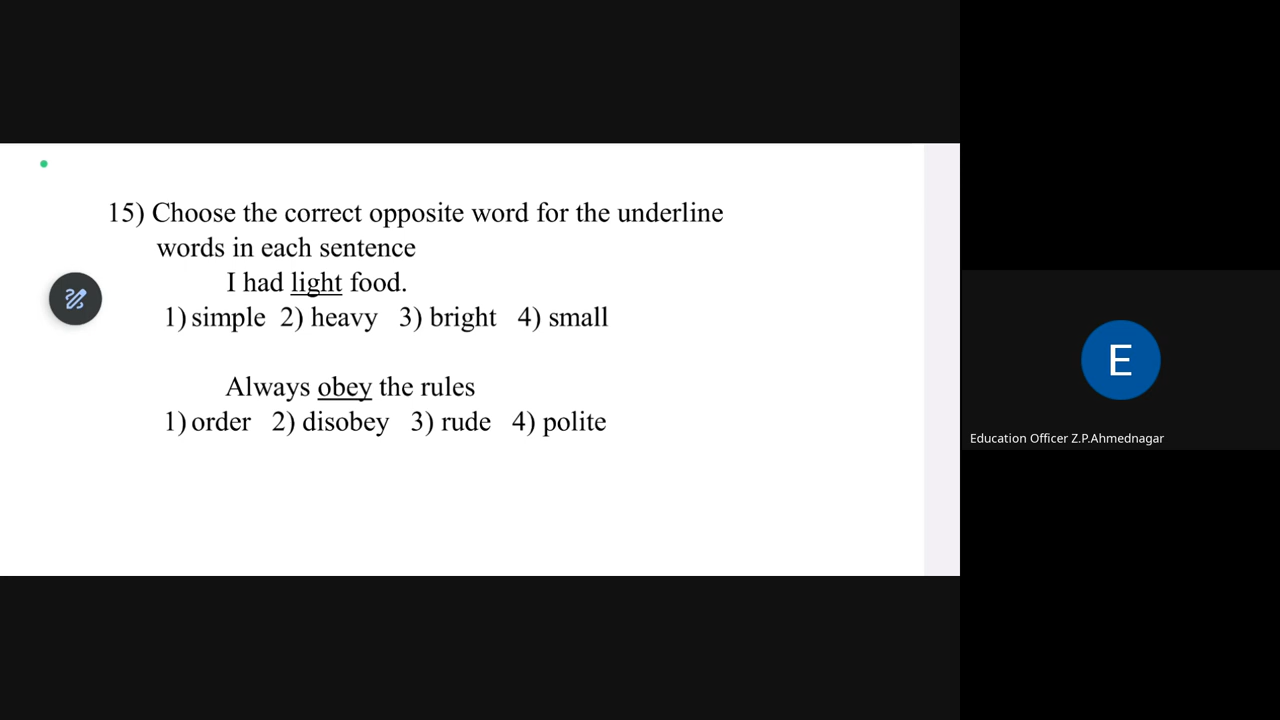 15) Choose the correct opposite word for the underline
words in each sentence
I had light food.
1) simple 2) heavy 3) bright 4) small
Always obey the rules
1) order 2) disobey 3) rude 4) polite
E
Education Officer Z.P.Ahmednagar